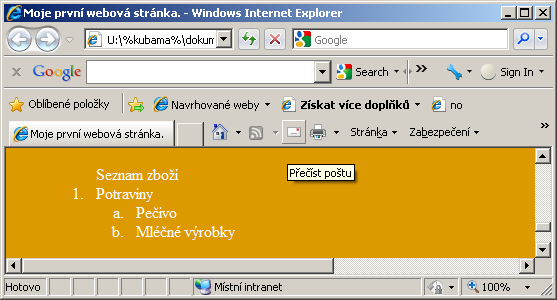 Moje první webová stránka. - Windows Internet Explorer
U:\%kubama%\dokum
Google
x Google Search » Sign In
Oblíbené položky Navrhované weby Získat více doplňků no
Moje první webová stránka. Stránka Zabezpečení »
Přečíst poštu
Seznam zboží
1. Potraviny
a. Pečivo
b. Mléčné výrobky
Hotovo Místní intranet 100%